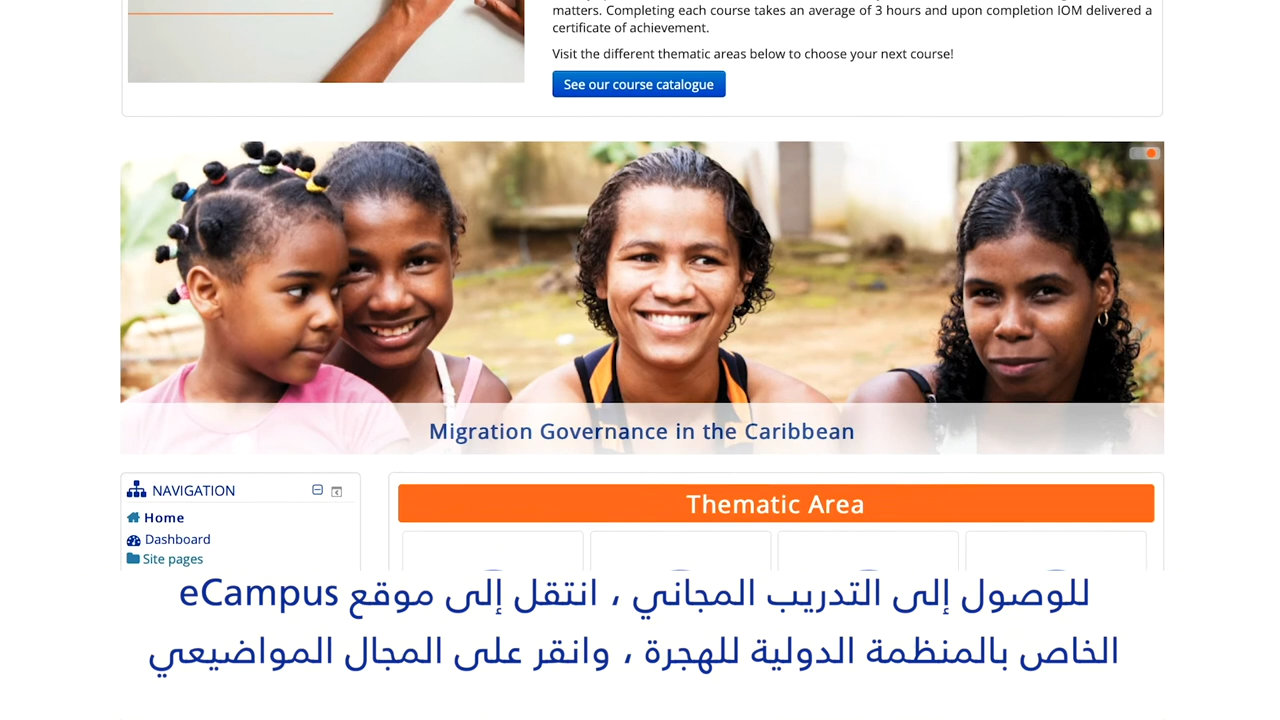 matters. Completing each course takes an average of 3 hours and upon completion IOM delivered a
certificate of achievement.
Visit the different thematic areas below to choose your next course!
See our course catalogue
Migration Governance in the Caribbean
NAVIGATION
Home
Dashboard
Site pages
Thematic Area
للوصول إلى التدريب المجاني ، انتقل إلى موقع eCampus
الخاص بالمنظمة الدولية للهجرة ، وانقر على المجال المواضيعي